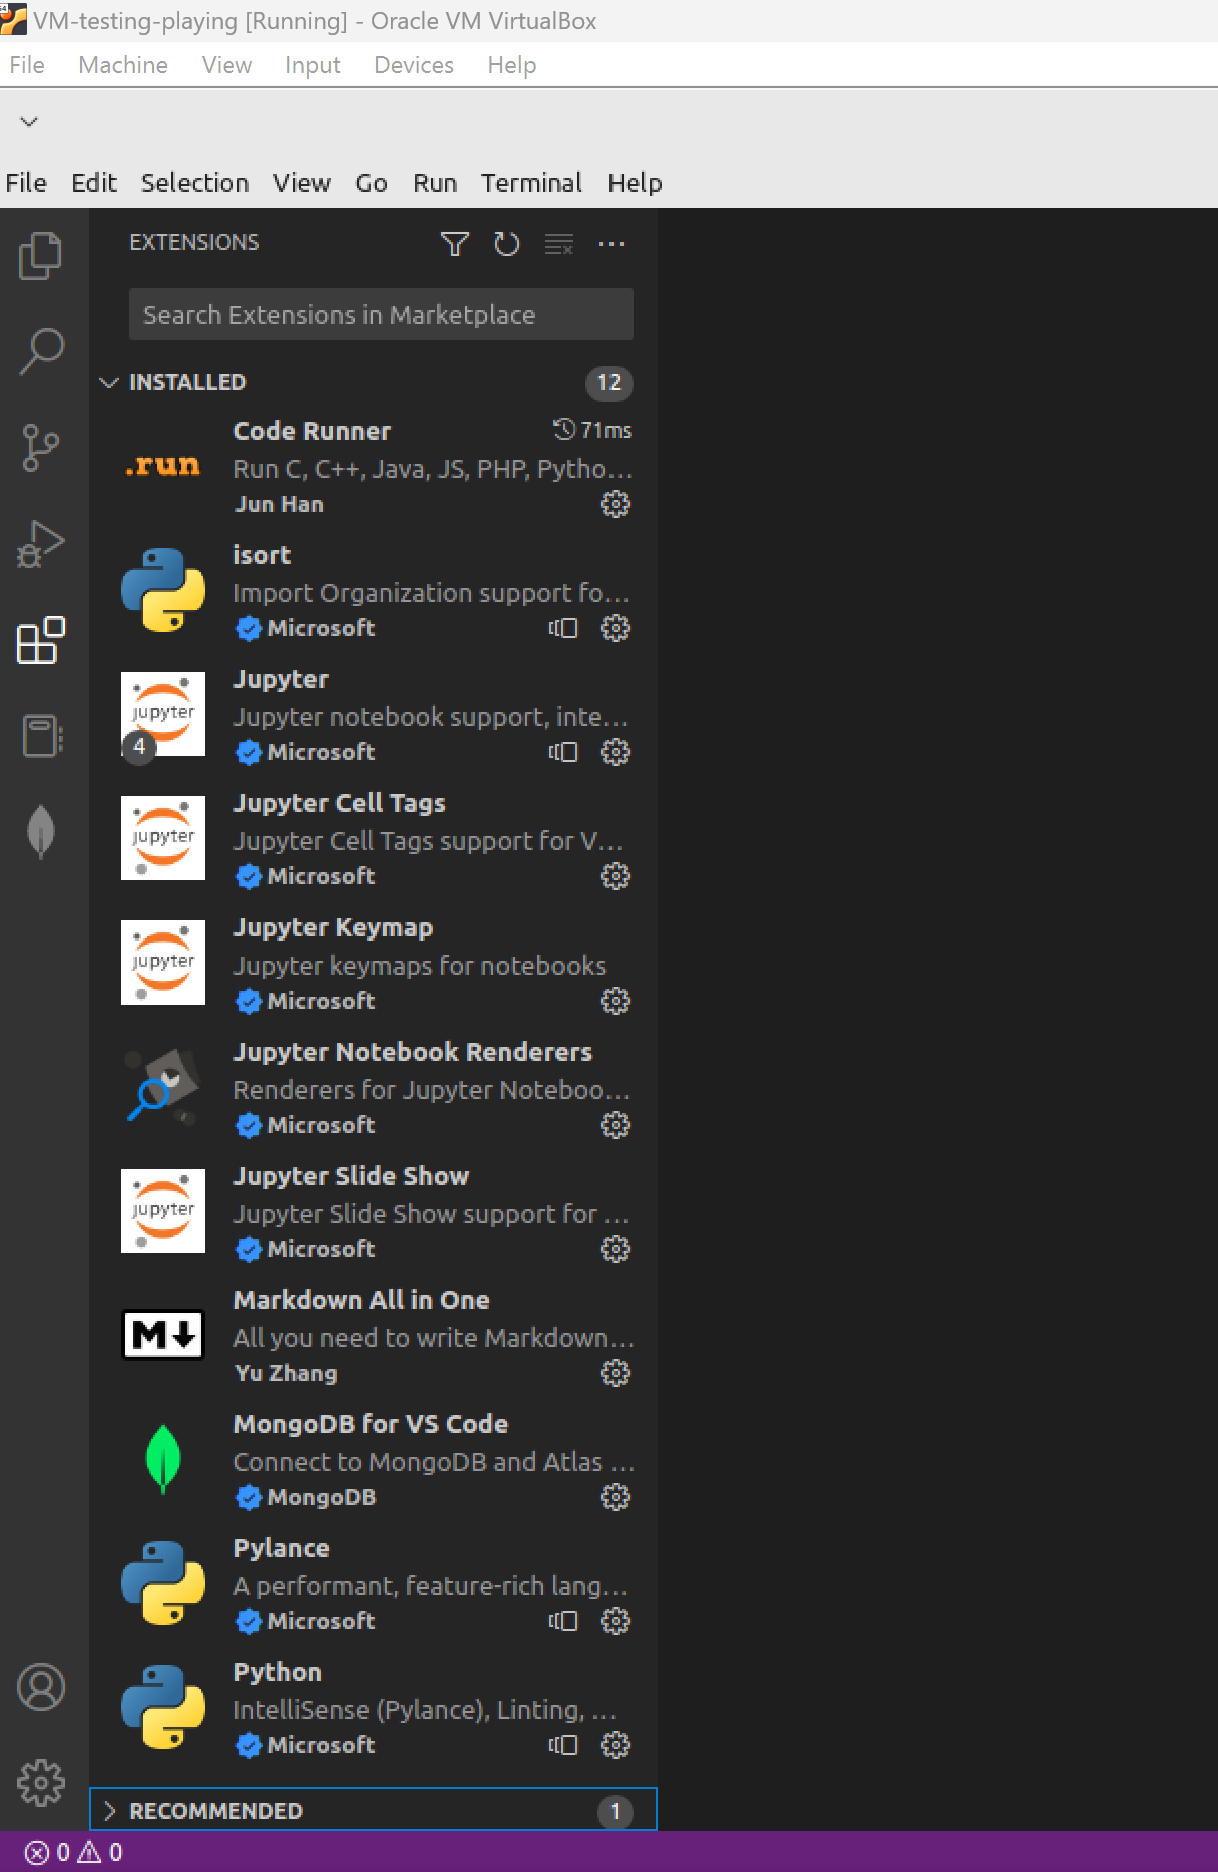 VM-testing-playing [Running] - Oracle VM VirtualBox
File Machine View Input Devices Help
File Edit Selection View Go Run Terminal Help
EXTENSIONS
Search Extensions in Marketplace
INSTALLED 12
Code Runner 71ms
.run
Run C, C++, Java, JS, PHP, Pytho...
Jun Han
isort
Import Organization support fo...
Microsoft
Jupyter
jupyter
Jupyter notebook support, inte...
4
Microsoft
Jupyter Cell Tags
jupyter
Jupyter Cell Tags support for V...
Microsoft
Jupyter Keymap
jupyter
Jupyter keymaps for notebooks
Microsoft
Jupyter Notebook Renderers
Renderers for Jupyter Noteboo...
Microsoft
Jupyter Slide Show
jupyter
Jupyter Slide Show support for ...
Microsoft
Markdown All in One
M
All you need to write Markdown...
Yu Zhang
MongoDB for VS Code
Connect to MongoDB and Atlas ...
MongoDB
Pylance
A performant, feature-rich lang...
Microsoft
Python
IntelliSense (Pylance), Linting, ...
Microsoft
RECOMMENDED 1
0 0